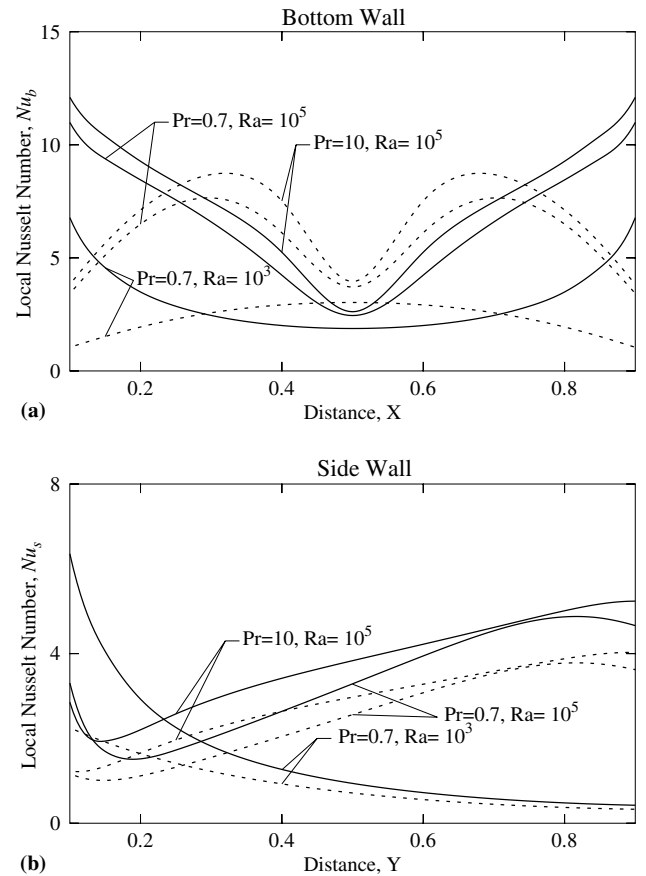 Bottom Wall
15
10
5
0
Local Nusselt Number, Nu_b
Pr=0.7, Ra= 10^5
Pr=10, Ra= 10^5
Pr=0.7, Ra= 10^3
0.2
0.4
0.6
0.8
(a)
Distance, X
Side Wall
8
4
0
Local Nusselt Number, Nu_s
Pr=10, Ra= 10^5
Pr=0.7, Ra= 10^5
Pr=0.7, Ra= 10^3
0.2
0.4
0.6
0.8
(b)
Distance, Y